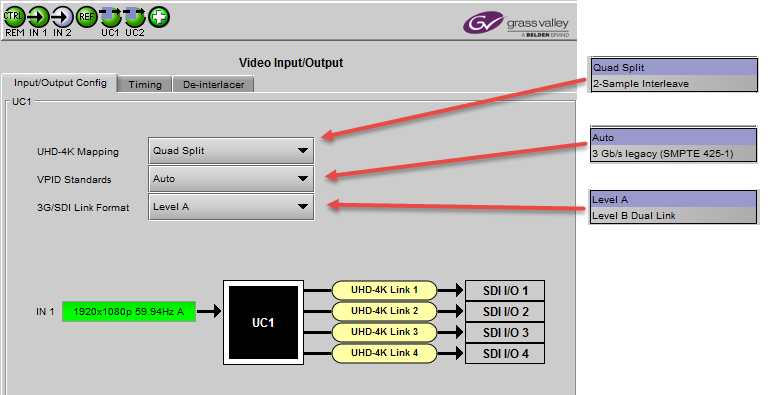 CTRL REF
REM IN 1 IN 2 UC1 UC2
grass valley
A BELDEN BRAND
Video Input/Output
Input/Output Config Timing De-interlacer
UC1
UHD-4K Mapping Quad Split
VPID Standards Auto
3G/SDI Link Format Level A
Quad Split
2-Sample Interleave
Auto
3 Gb/s legacy (SMPTE 425-1)
Level A
Level B Dual Link
IN 1 1920x1080p 59.94Hz A UC1
UHD-4K Link 1 SDI I/O 1
UHD-4K Link 2 SDI I/O 2
UHD-4K Link 3 SDI I/O 3
UHD-4K Link 4 SDI I/O 4